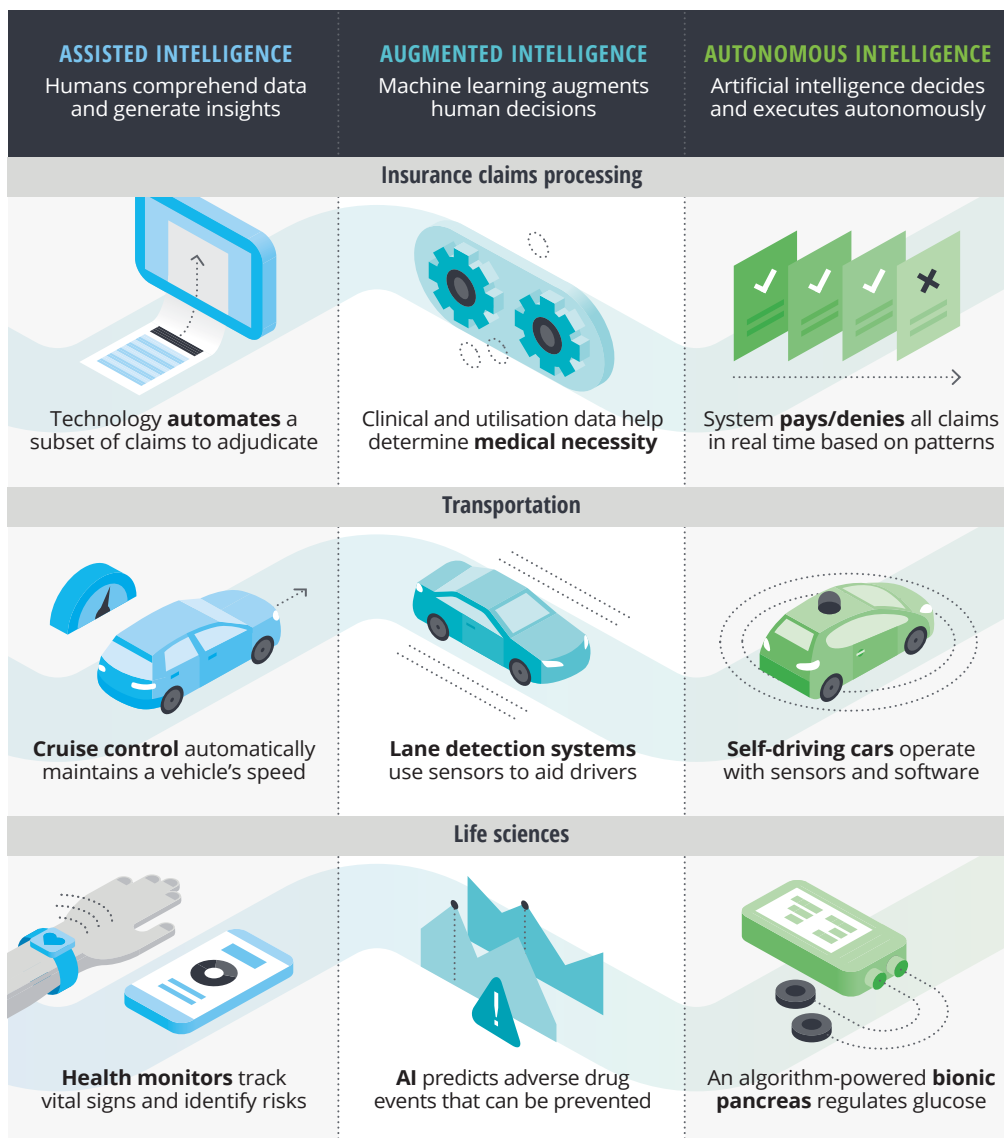 ASSISTED INTELLIGENCE
Humans comprehend data
and generate insights
AUGMENTED INTELLIGENCE
Machine learning augments
human decisions
AUTONOMOUS INTELLIGENCE
Artificial intelligence decides
and executes autonomously
Insurance claims processing
Technology automates a
subset of claims to adjudicate
Clinical and utilisation data help
determine medical necessity
System pays/denies all claims
in real time based on patterns
Transportation
Cruise control automatically
maintains a vehicle’s speed
Lane detection systems
use sensors to aid drivers
Self-driving cars operate
with sensors and software
Life sciences
Health monitors track
vital signs and identify risks
AI predicts adverse drug
events that can be prevented
An algorithm-powered bionic
pancreas regulates glucose